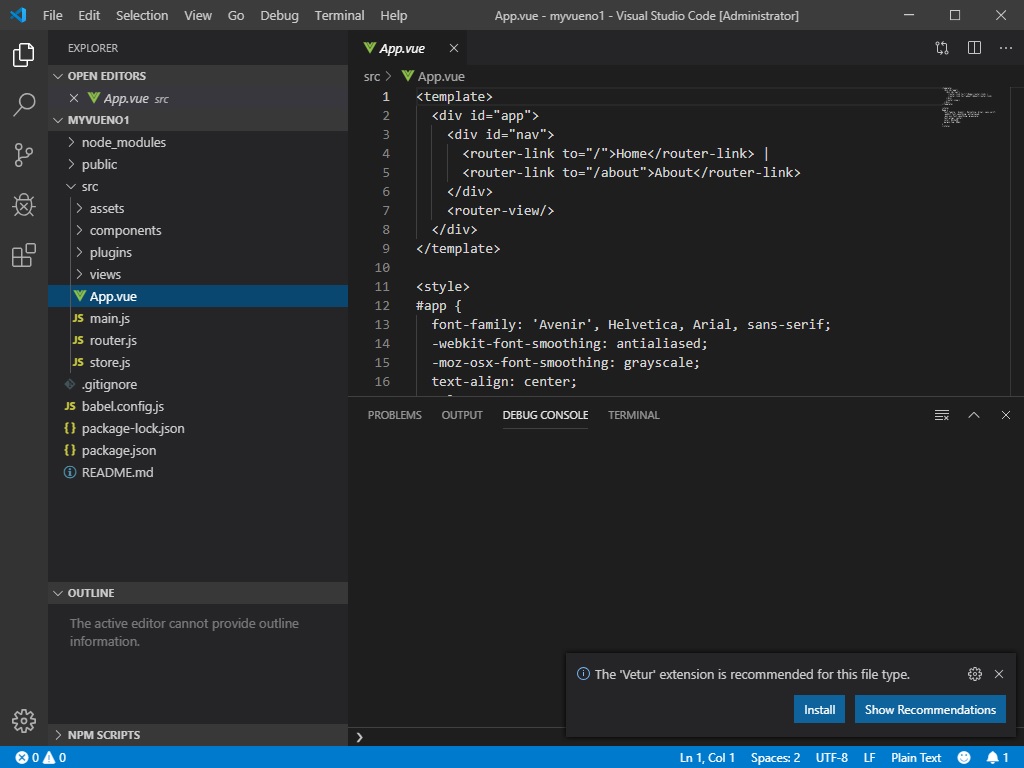 File Edit Selection View Go Debug Terminal Help
App.vue - myvueno1 - Visual Studio Code [Administrator]
EXPLORER
OPEN EDITORS
App.vue src
MYVUENO1
node_modules
public
src
assets
components
plugins
views
App.vue
JS main.js
JS router.js
JS store.js
.gitignore
JS babel.config.js
{} package-lock.json
{} package.json
README.md
OUTLINE
The active editor cannot provide outline
information.
NPM SCRIPTS
App.vue
src > App.vue
1 <template>
2 <div id="app">
3 <div id="nav">
4 <router-link to="/">Home</router-link> |
5 <router-link to="/about">About</router-link>
6 </div>
7 <router-view/>
8 </div>
9 </template>
10
11 <style>
12 #app {
13 font-family: 'Avenir', Helvetica, Arial, sans-serif;
14 -webkit-font-smoothing: antialiased;
15 -moz-osx-font-smoothing: grayscale;
16 text-align: center;
PROBLEMS OUTPUT DEBUG CONSOLE TERMINAL
The 'Vetur' extension is recommended for this file type.
Install Show Recommendations
0 0 Ln 1, Col 1 Spaces: 2 UTF-8 LF Plain Text 1